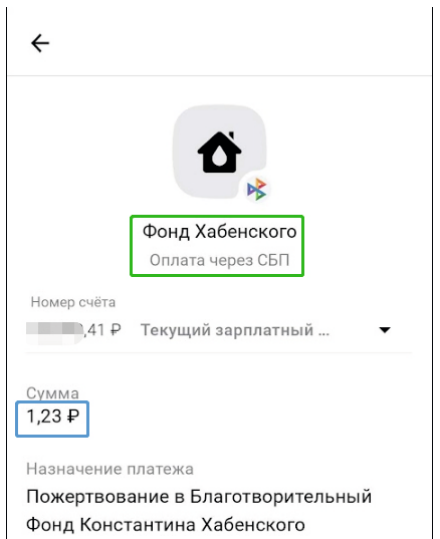 Фонд Хабенского
Оплата через СБП
Номер счёта
,41 ₽ Текущий зарплатный ...
Сумма
1,23 ₽
Назначение платежа
Пожертвование в Благотворительный
Фонд Константина Хабенского